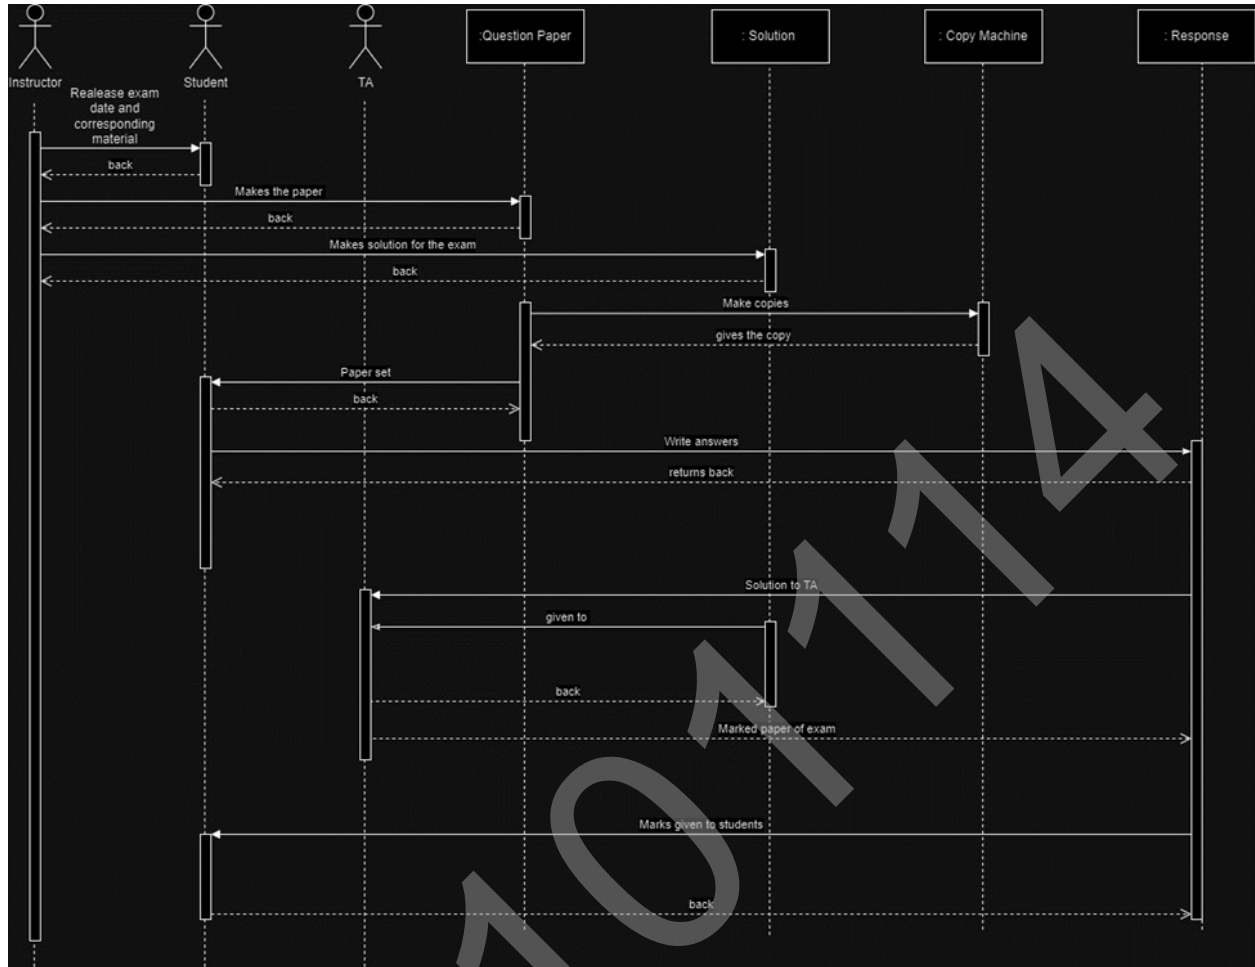 :Question Paper
: Solution
: Copy Machine
: Response
Instructor
Student
TA
Realease exam
date and
corresponding
material
back
Makes the paper
back
Makes solution for the exam
back
Make copies
gives the copy
Paper set
back
Write answers
returns back
Solution to TA
given to
back
Marked paper of exam
Marks given to students
back